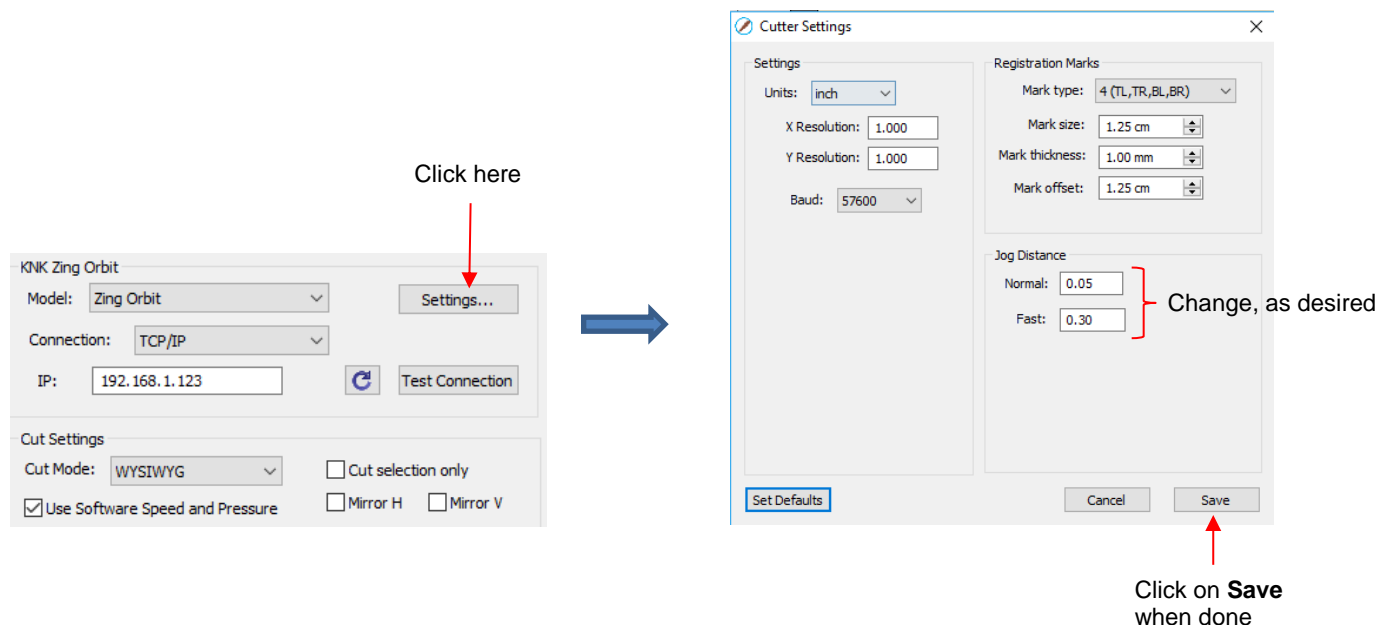 Click here
KNK Zing Orbit
Model: Zing Orbit Settings...
Connection: TCP/IP
IP: 192.168.1.123 Test Connection
Cut Settings
Cut Mode: WYSIWYG Cut selection only
Use Software Speed and Pressure Mirror H Mirror V
Cutter Settings
Settings
Units: inch
X Resolution: 1.000
Y Resolution: 1.000
Baud: 57600
Registration Marks
Mark type: 4 (TL,TR,BL,BR)
Mark size: 1.25 cm
Mark thickness: 1.00 mm
Mark offset: 1.25 cm
Jog Distance
Normal: 0.05
Fast: 0.30
Change, as desired
Set Defaults Cancel Save
Click on Save
when done